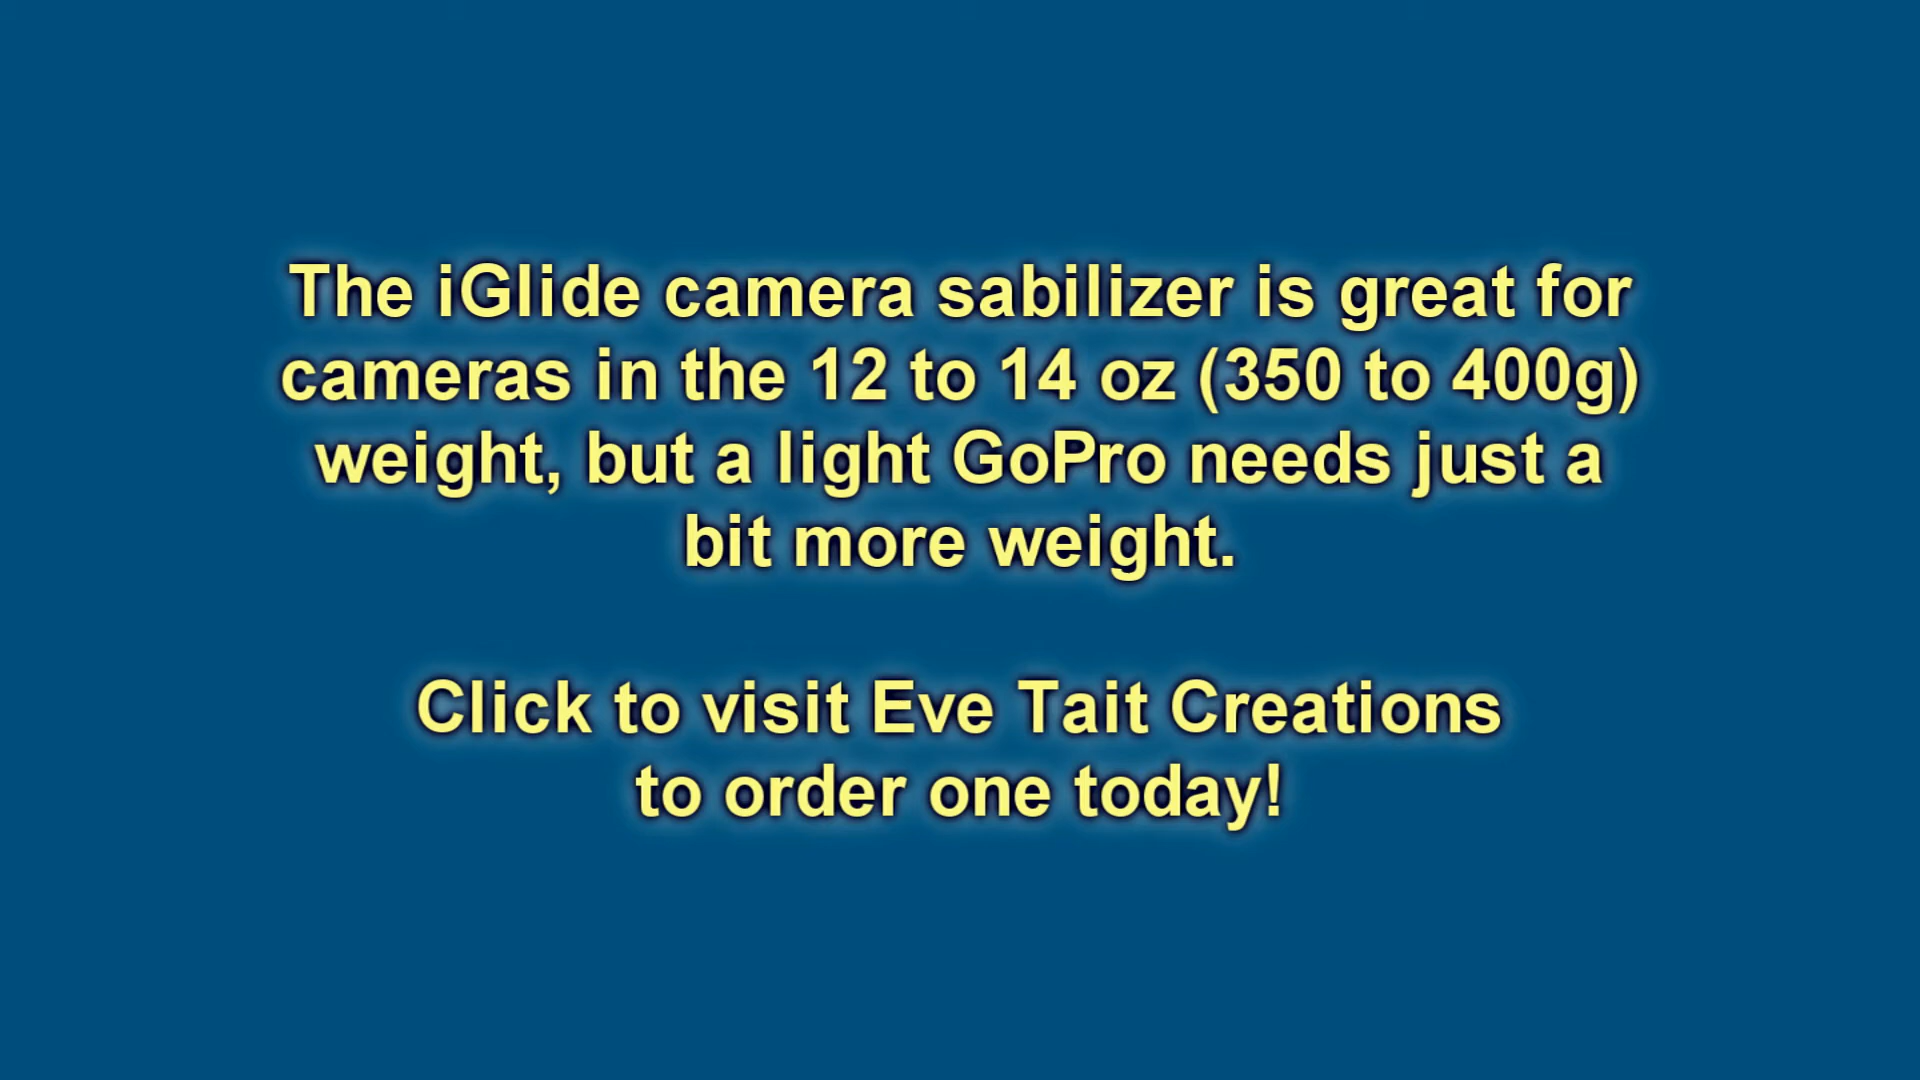 The iGlide camera sabilizer is great for
cameras in the 12 to 14 oz (350 to 400g)
weight, but a light GoPro needs just a
bit more weight.
Click to visit Eve Tait Creations
to order one today!